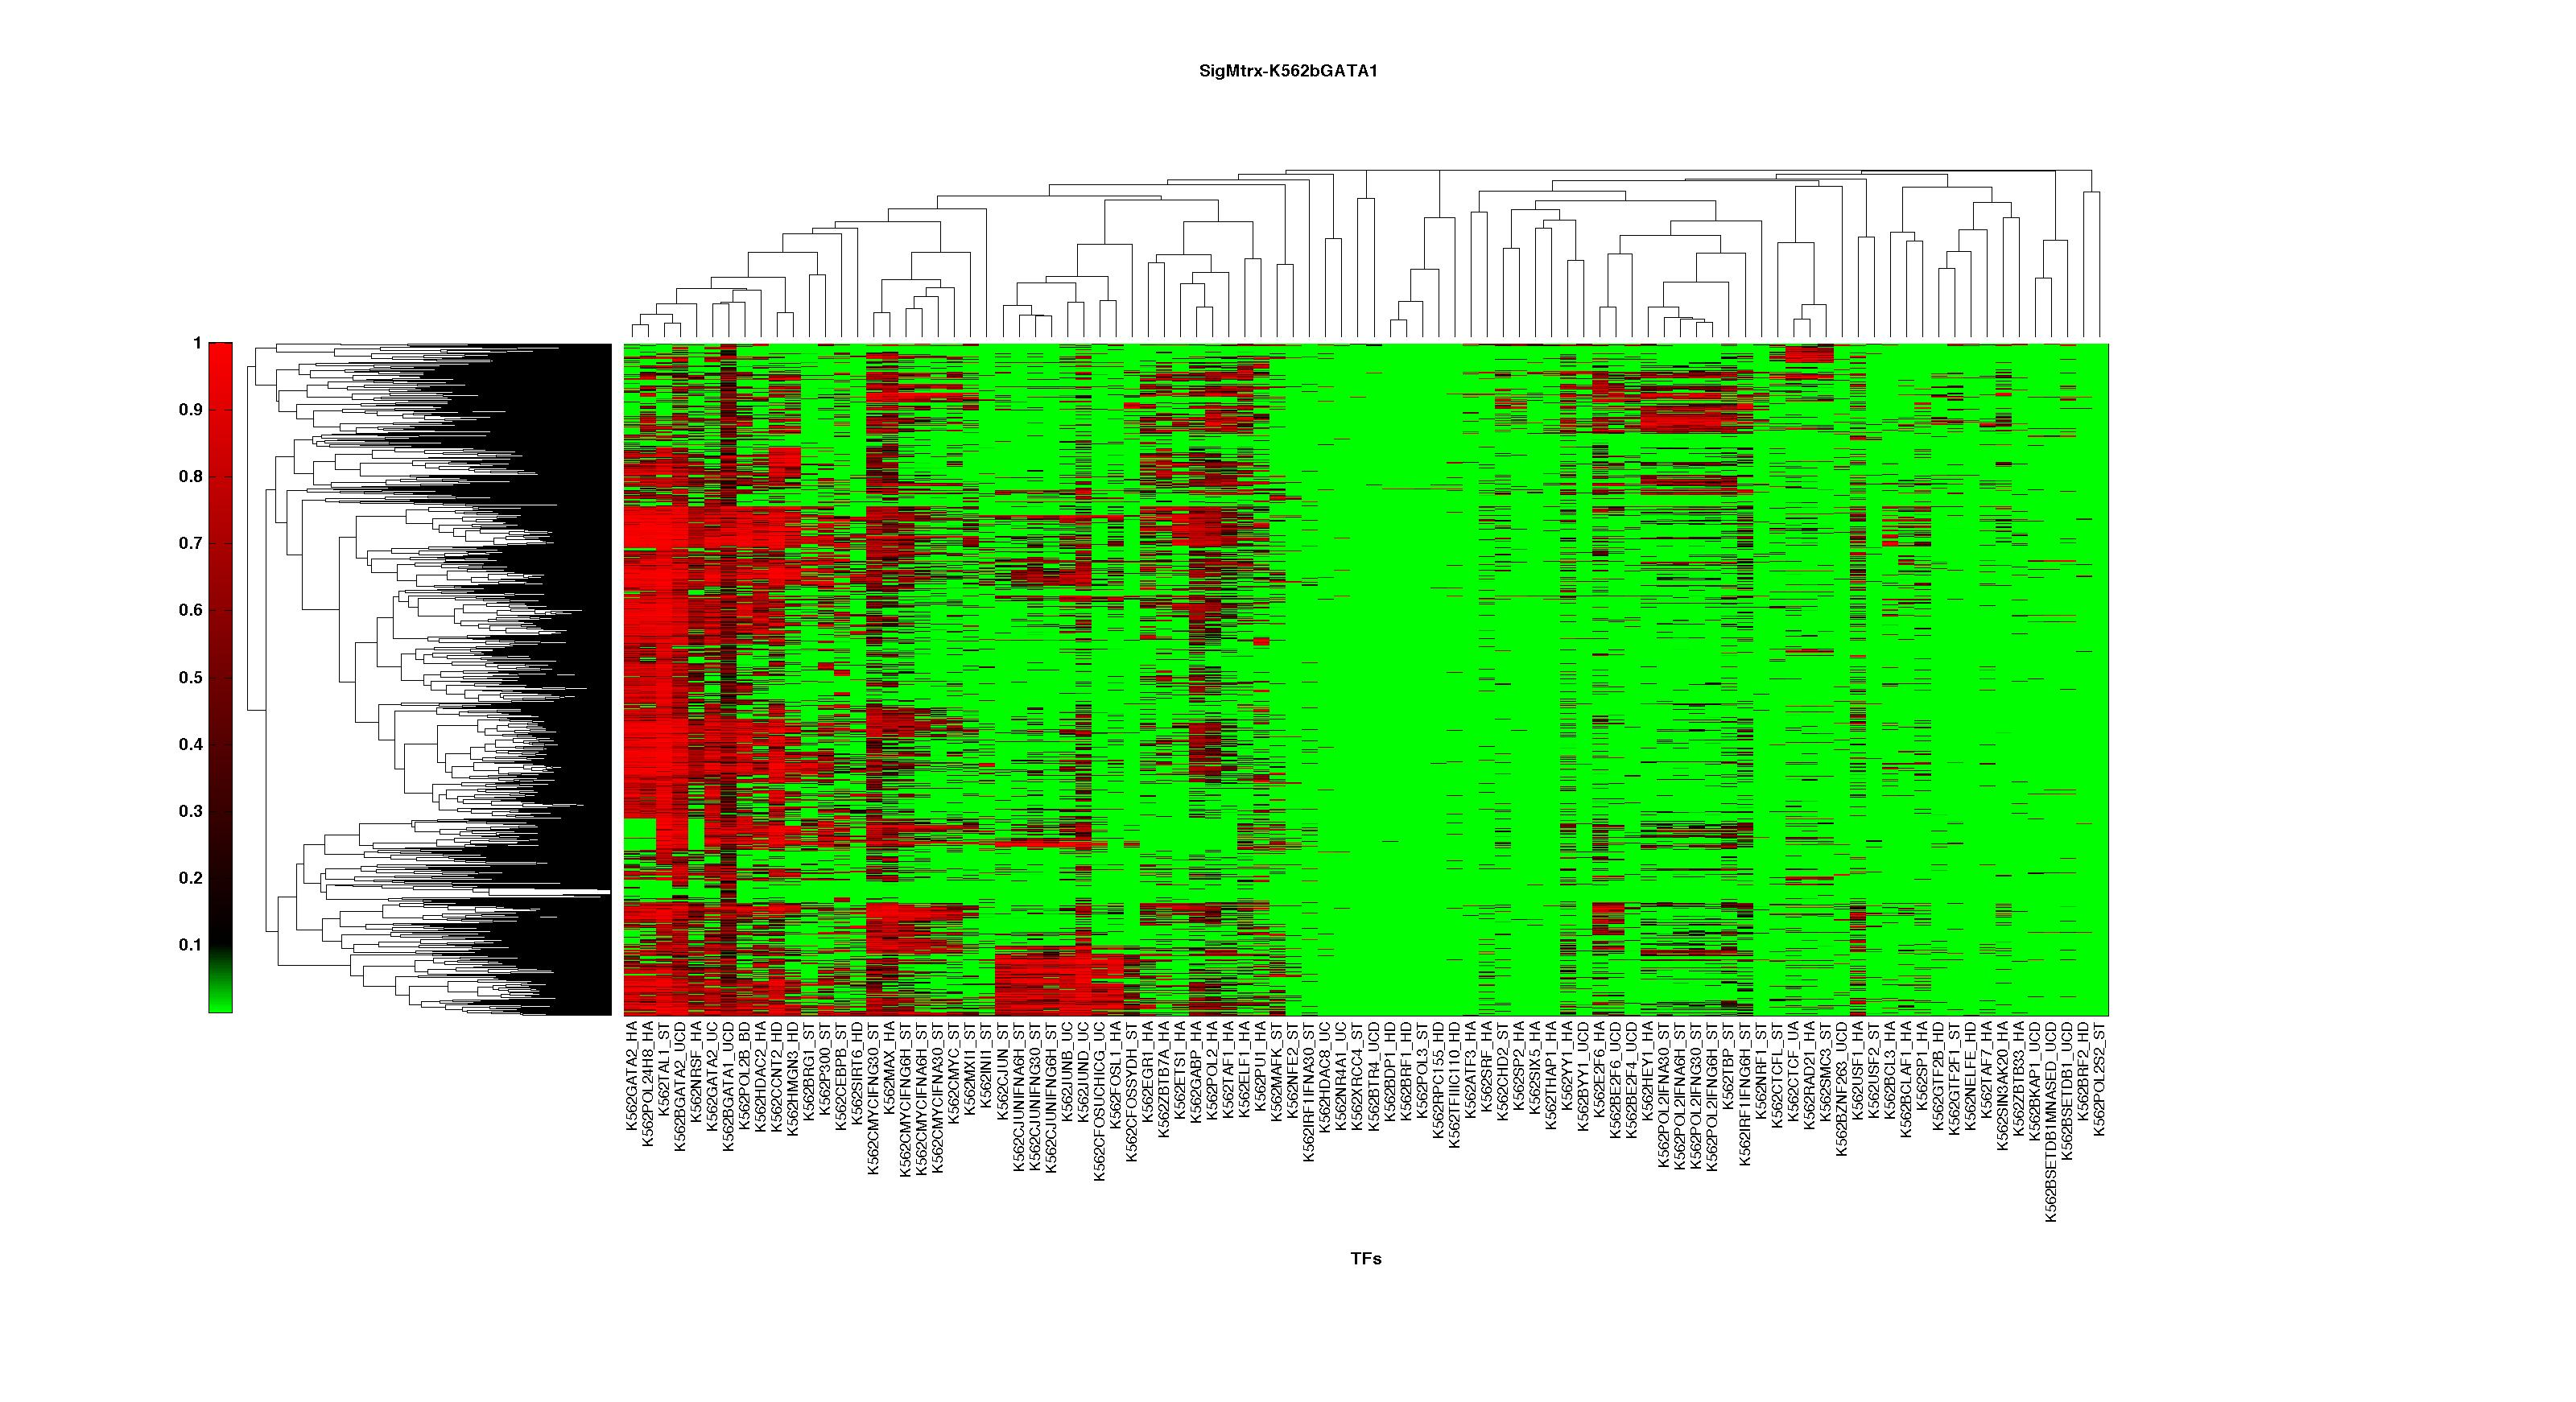 SigMtrx-K562bGATA1
1
0.9
0.8
0.7
0.6
0.5
0.4
0.3
0.2
0.1
K562GATA2_HA
K562POL24H8_HA
K562TAL1_ST
K562BGATA2_UCD
K562NRSF_HA
K562GATA2_UC
K562BGATA1_UCD
K562POL2B_BD
K562HDAC2_HA
K562CCNT2_HD
K562HMGN3_HD
K562BRG1_ST
K562P300_ST
K562CEBPB_ST
K562SIRT6_HD
K562CMYCIFNG30_ST
K562MAX_HA
K562CMYCIFNG6H_ST
K562CMYCIFNA6H_ST
K562CMYCIFNA30_ST
K562CMYC_ST
K562MXI1_ST
K562INI1_ST
K562CJUN_ST
K562CJUNIFNA6H_ST
K562CJUNIFNG30_ST
K562CJUNIFNG6H_ST
K562JUNB_UC
K562JUND_UC
K562CFOSUCHICG_UC
K562FOSL1_HA
K562CFOSSYDH_ST
K562EGR1_HA
K562ZBTB7A_HA
K562ETS1_HA
K562GABP_HA
K562POL2_HA
K562TAF1_HA
K562ELF1_HA
K562PU1_HA
K562MAFK_ST
K562NFE2_ST
K562IRF1IFNA30_ST
K562HDAC8_UC
K562NR4A1_UC
K562XRCC4_ST
K562BTR4_UCD
K562BDP1_HD
K562BRF1_HD
K562POL3_ST
K562RPC155_HD
K562TFIIIC110_HD
K562ATF3_HA
K562SRF_HA
K562CHD2_ST
K562SP2_HA
K562SIX5_HA
K562THAP1_HA
K562YY1_HA
K562BYY1_UCD
K562E2F6_HA
K562BE2F6_UCD
K562BE2F4_UCD
K562HEY1_HA
K562POL2IFNA30_ST
K562POL2IFNA6H_ST
K562POL2IFNG30_ST
K562POL2IFNG6H_ST
K562TBP_ST
K562IRF1IFNG6H_ST
K562NRF1_ST
K562CTCFL_ST
K562CTCF_UA
K562RAD21_HA
K562SMC3_ST
K562BZNF263_UCD
K562USF1_HA
K562USF2_ST
K562BCL3_HA
K562BCLAF1_HA
K562SP1_HA
K562GTF2B_HD
K562GTF2F1_ST
K562NELFE_HD
K562TAF7_HA
K562SIN3AK20_HA
K562ZBTB33_HA
K562BKAP1_UCD
K562BSETDB1MNASED_UCD
K562BSETDB1_UCD
K562BRF2_HD
K562POL2S2_ST
TFs